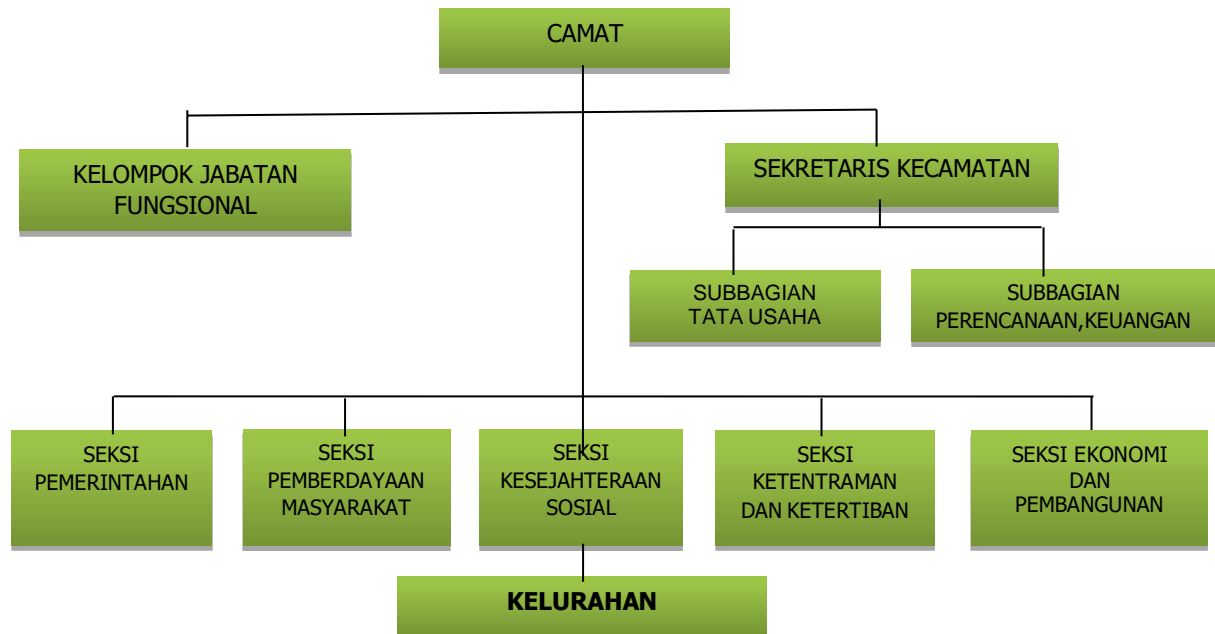 CAMAT
KELOMPOK JABATAN
FUNGSIONAL
SEKRETARIS KECAMATAN
SUBBAGIAN
TATA USAHA
SUBBAGIAN
PERENCANAAN,KEUANGAN
SEKSI
PEMERINTAHAN
SEKSI
PEMBERDAYAAN
MASYARAKAT
SEKSI
KESEJAHTERAAN
SOSIAL
SEKSI
KETENTRAMAN
DAN KETERTIBAN
SEKSI EKONOMI
DAN
PEMBANGUNAN
KELURAHAN